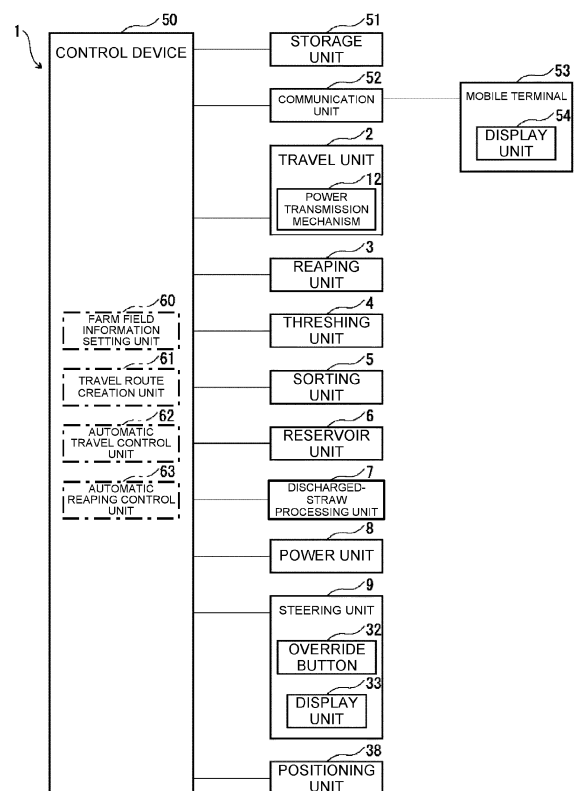 1
50
CONTROL DEVICE
51
STORAGE
UNIT
52
COMMUNICATION
UNIT
53
MOBILE TERMINAL
54
DISPLAY
UNIT
2
TRAVEL UNIT
12
POWER
TRANSMISSION
MECHANISM
3
REAPING
UNIT
60
FARM FIELD
INFORMATION
SETTING UNIT
4
THRESHING
UNIT
61
TRAVEL ROUTE
CREATION UNIT
5
SORTING
UNIT
62
AUTOMATIC
TRAVEL CONTROL
UNIT
6
RESERVOIR
UNIT
63
AUTOMATIC
REAPING CONTROL
UNIT
7
DISCHARGED-
STRAW
PROCESSING UNIT
8
POWER UNIT
9
STEERING UNIT
32
OVERRIDE
BUTTON
33
DISPLAY
UNIT
38
POSITIONING
UNIT